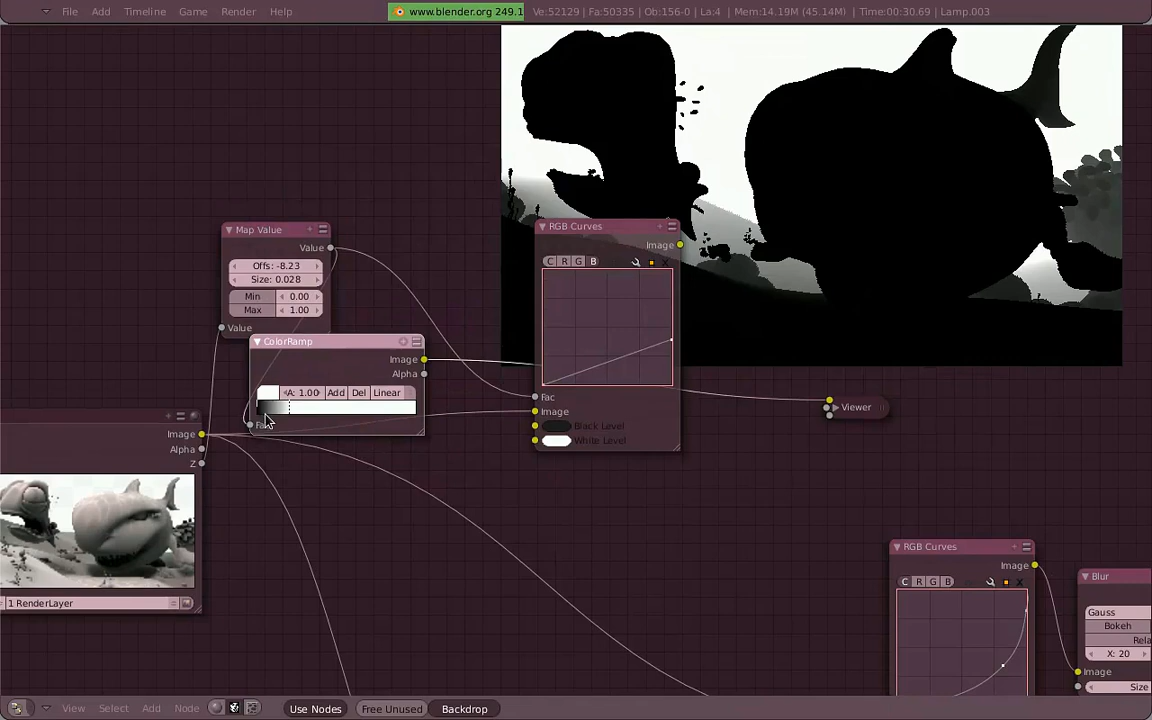 File Add Timeline Game Render Help www.blender.org 249.1 Ve:52129 | Fa:50335 | Ob:156-0 | La:4 | Mem:14.19M (45.14M) | Time:00:30.69 | Lamp.003
RGB Curves
Image
C R G B X
Fac
Image
Black Level
White Level
Map Value
Value
Offs: -8.23
Size: 0.028
Min 0.00
Max 1.00
Value
ColorRamp
Image
Alpha
A: 1.00 Add Del Linear
Viewer
Image
Alpha
Z
1 RenderLayer
RGB Curves
Image
C R G B X
Blur
Gauss
Bokeh
X: 20
Image
Size
View Select Add Node Use Nodes Free Unused Backdrop